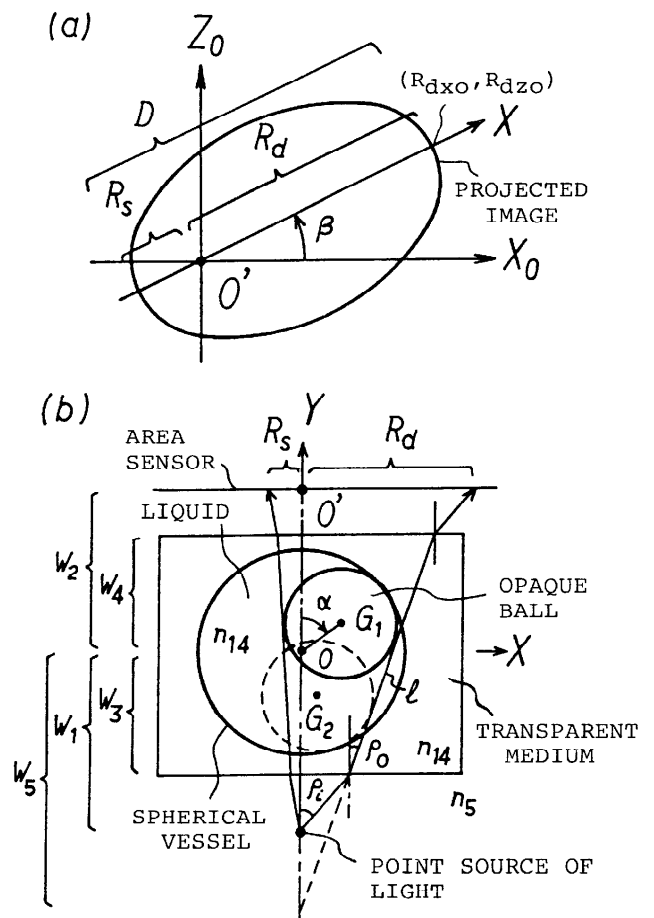 (a)
Z0
D
Rd
(Rdxo, Rdzo)
X
Rs
PROJECTED
IMAGE
β
X0
O'
(b)
Y
AREA
SENSOR
Rs
Rd
O'
LIQUID
W2
W4
OPAQUE
BALL
α
G1
n14
O
X
l
W3
G2
W1
TRANSPARENT
MEDIUM
W5
n14
ρo
n5
SPHERICAL
VESSEL
ρi
POINT SOURCE OF
LIGHT